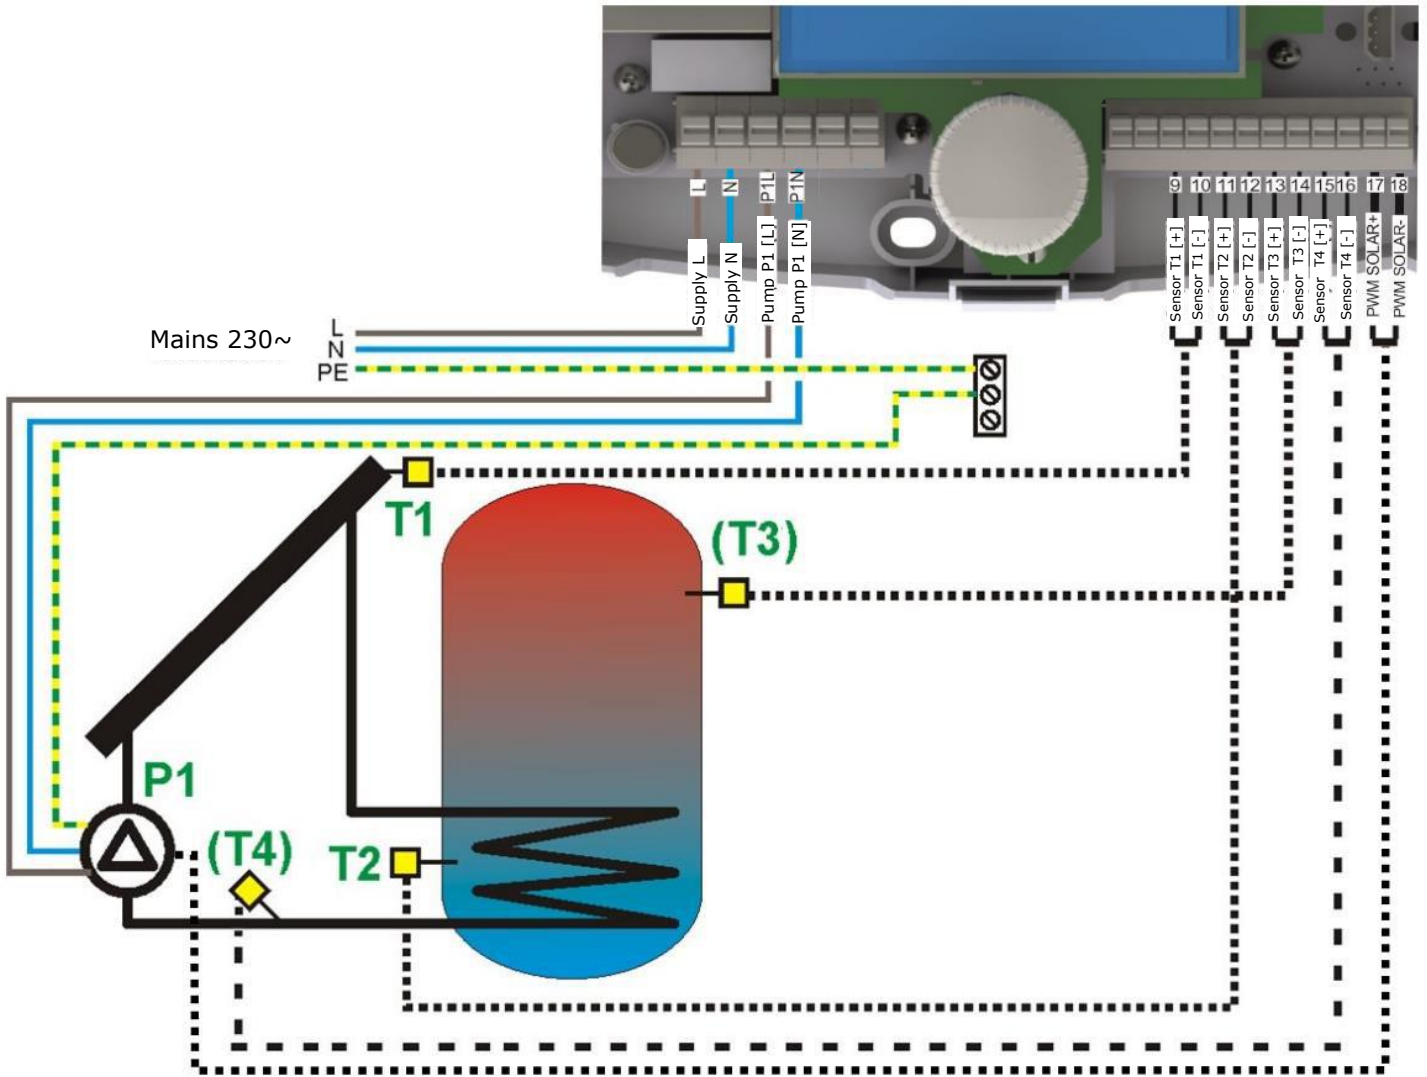 L
N
P1L
P1N
9
10
11
12
13
14
15
16
17
18
Supply L
Supply N
Pump P1 [L]
Pump P1 [N]
Sensor T1 [+]
Sensor T1 [-]
Sensor T2 [+]
Sensor T2 [-]
Sensor T3 [+]
Sensor T3 [-]
Sensor T4 [+]
Sensor T4 [-]
PWM SOLAR+
PWM SOLAR-
Mains 230~
L
N
PE
T1
(T3)
P1
(T4)
T2